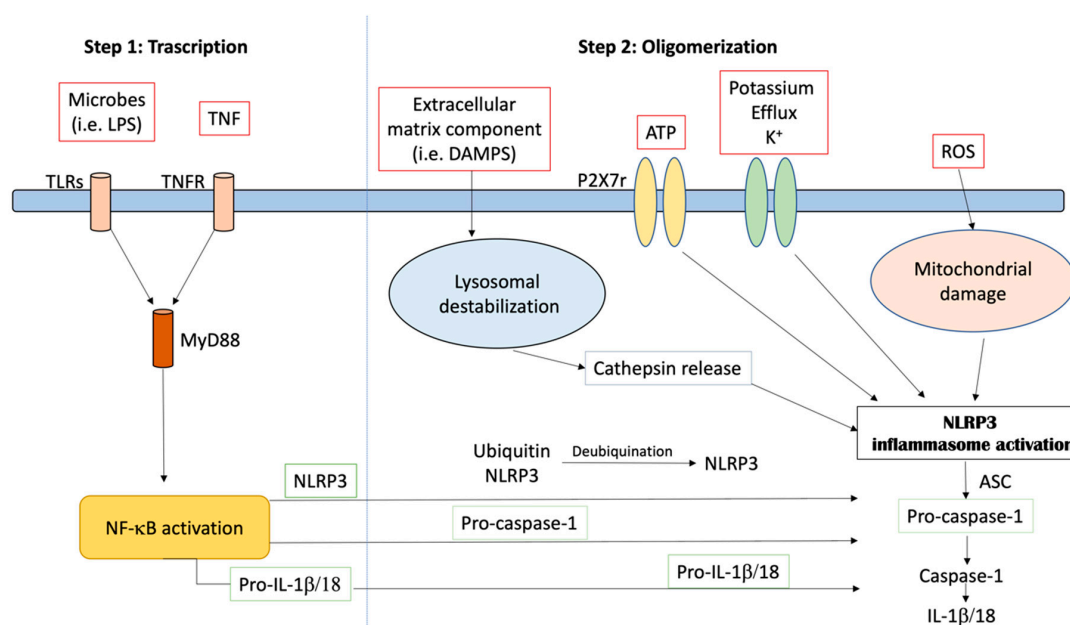 Step 1: Trascription
Step 2: Oligomerization
Microbes
(i.e. LPS)
TNF
Extracellular
matrix component
(i.e. DAMPS)
ATP
Potassium
Efflux
K⁺
ROS
TLRs
TNFR
P2X7r
Lysosomal
destabilization
Mitochondrial
damage
MyD88
Cathepsin release
NLRP3
inflammasome activation
Ubiquitin
NLRP3
Deubiquination
NLRP3
ASC
NLRP3
NF-κB activation
Pro-caspase-1
Pro-caspase-1
Pro-IL-1β/18
Pro-IL-1β/18
Caspase-1
IL-1β/18